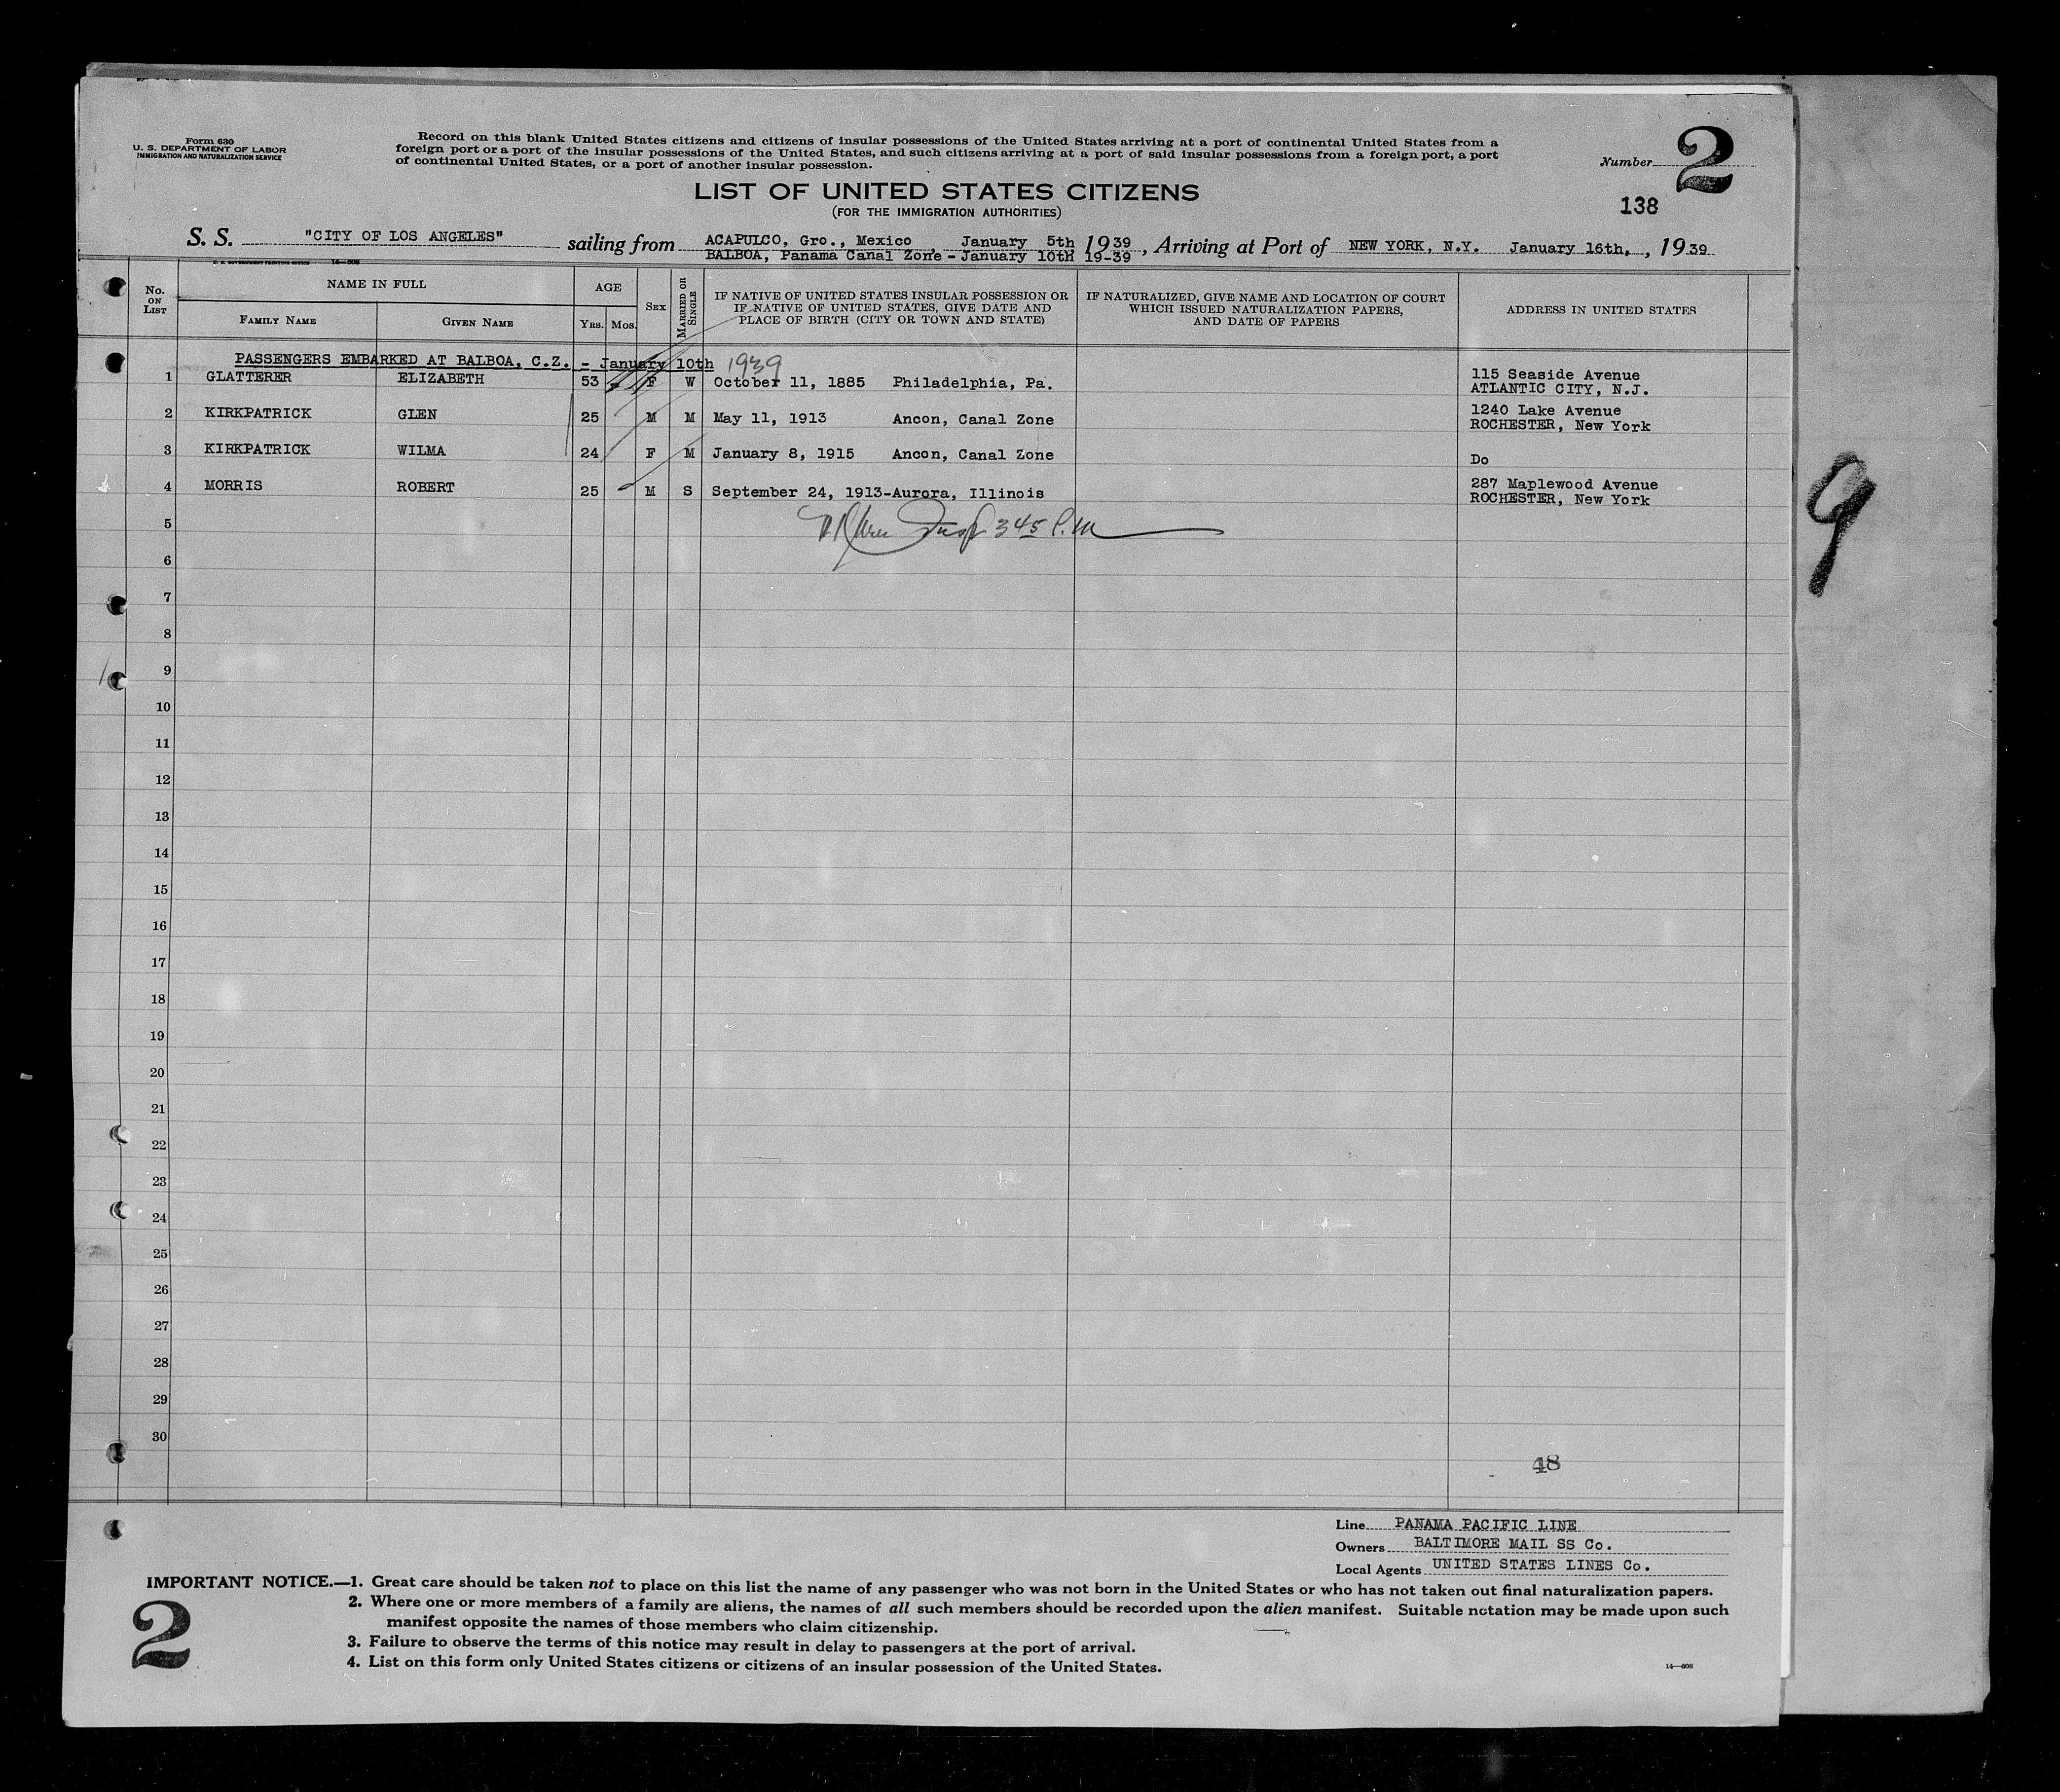 Form 630
U. S. DEPARTMENT OF LABOR
IMMIGRATION AND NATURALIZATION SERVICE
Record on this blank United States citizens and citizens of insular possessions of the United States arriving at a port of continental United States from a
foreign port or a port of the insular possessions of the United States, and such citizens arriving at a port of said insular possessions from a foreign port, a port
of continental United States, or a port of another insular possession.
Number 2
LIST OF UNITED STATES CITIZENS
(FOR THE IMMIGRATION AUTHORITIES)
138
S. S. "CITY OF LOS ANGELES" sailing from ACAPULCO, Gro., Mexico, January 5th 1939, Arriving at Port of NEW YORK, N.Y. January 16th, , 1939
BALBOA, Panama Canal Zone - January 10th 19-39
U. S. GOVERNMENT PRINTING OFFICE 14—608
No. ON LIST
NAME IN FULL
FAMILY NAME
GIVEN NAME
AGE
YRS. MOS.
SEX
MARRIED OR SINGLE
IF NATIVE OF UNITED STATES INSULAR POSSESSION OR
IF NATIVE OF UNITED STATES, GIVE DATE AND
PLACE OF BIRTH (CITY OR TOWN AND STATE)
IF NATURALIZED, GIVE NAME AND LOCATION OF COURT
WHICH ISSUED NATURALIZATION PAPERS,
AND DATE OF PAPERS
ADDRESS IN UNITED STATES
PASSENGERS EMBARKED AT BALBOA, C.Z. - January 10th 1939
1 GLATTERER ELIZABETH 53 F W October 11, 1885 Philadelphia, Pa. 115 Seaside Avenue
ATLANTIC CITY, N.J.
2 KIRKPATRICK GLEN 25 M M May 11, 1913 Ancon, Canal Zone 1240 Lake Avenue
ROCHESTER, New York
3 KIRKPATRICK WILMA 24 F M January 8, 1915 Ancon, Canal Zone Do
4 MORRIS ROBERT 25 M S September 24, 1913-Aurora, Illinois 287 Maplewood Avenue
ROCHESTER, New York
5 Insp 3 45 P.M
6
7
8
9
10
11
12
13
14
15
16
17
18
19
20
21
22
23
24
25
26
27
28
29
30
48
9
Line PANAMA PACIFIC LINE
Owners BALTIMORE MAIL SS Co.
Local Agents UNITED STATES LINES Co.
IMPORTANT NOTICE.—1. Great care should be taken not to place on this list the name of any passenger who was not born in the United States or who has not taken out final naturalization papers.
2. Where one or more members of a family are aliens, the names of all such members should be recorded upon the alien manifest. Suitable notation may be made upon such
manifest opposite the names of those members who claim citizenship.
3. Failure to observe the terms of this notice may result in delay to passengers at the port of arrival.
4. List on this form only United States citizens or citizens of an insular possession of the United States.
2
14—608